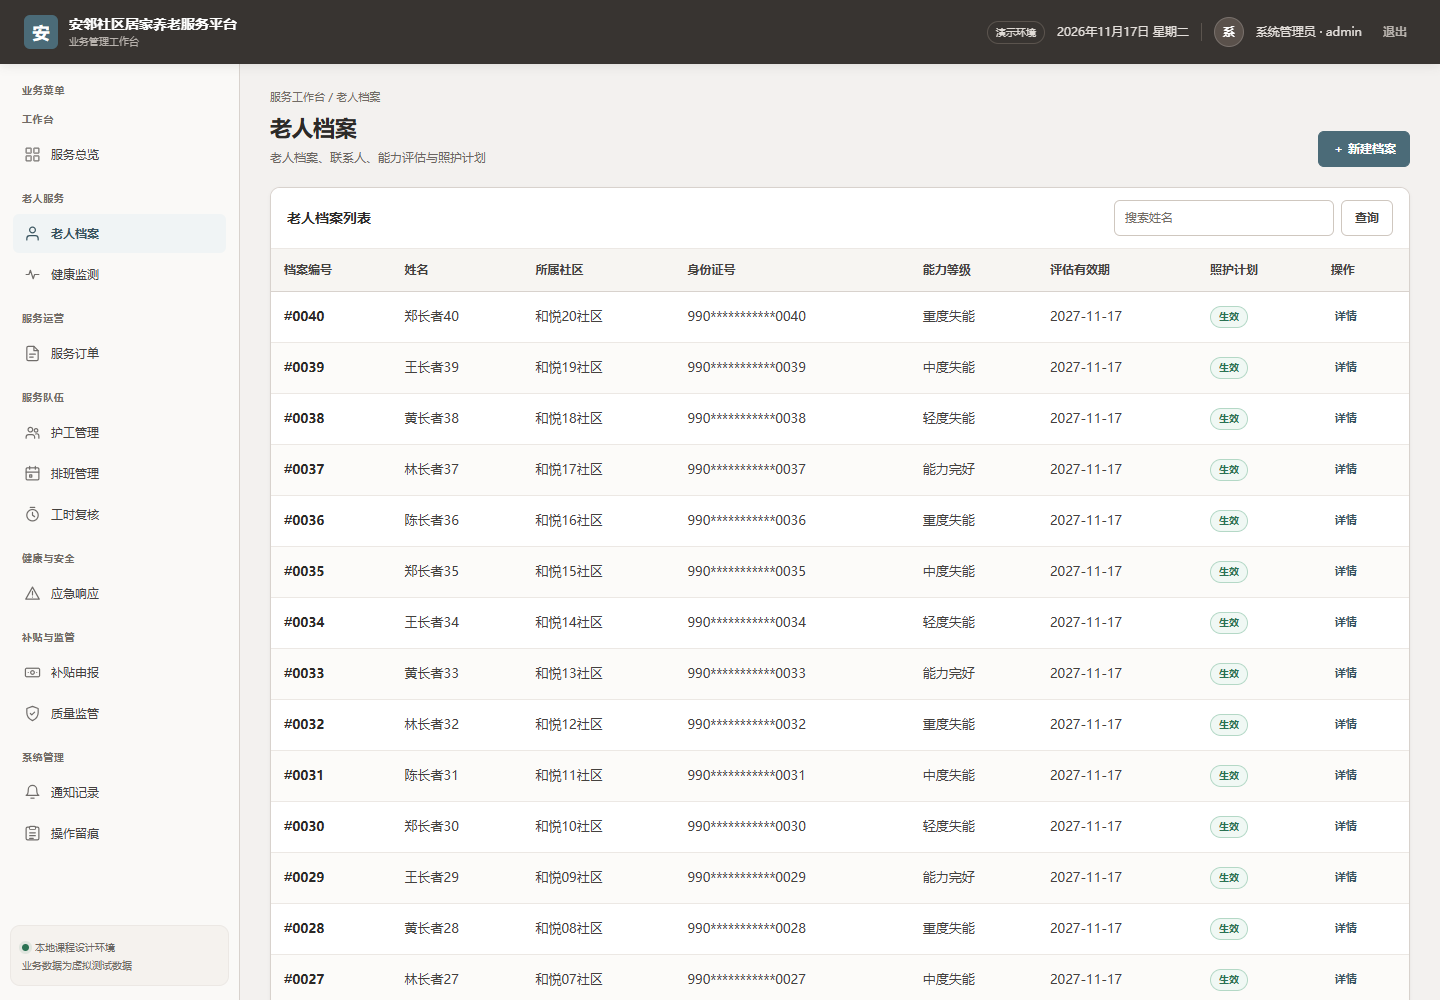 安
安邻社区居家养老服务平台
业务管理工作台
演示环境
2026年11月17日 星期二
系
系统管理员 · admin
退出
业务菜单
工作台
服务总览
老人服务
老人档案
健康监测
服务运营
服务订单
服务队伍
护工管理
排班管理
工时复核
健康与安全
应急响应
补贴与监管
补贴申报
质量监管
系统管理
通知记录
操作留痕
本地课程设计环境
业务数据为虚拟测试数据
服务工作台 / 老人档案
老人档案
老人档案、联系人、能力评估与照护计划
+ 新建档案
老人档案列表
搜索姓名
查询
档案编号 姓名 所属社区 身份证号 能力等级 评估有效期 照护计划 操作
#0040 郑长者40 和悦20社区 990***********0040 重度失能 2027-11-17 生效 详情
#0039 王长者39 和悦19社区 990***********0039 中度失能 2027-11-17 生效 详情
#0038 黄长者38 和悦18社区 990***********0038 轻度失能 2027-11-17 生效 详情
#0037 林长者37 和悦17社区 990***********0037 能力完好 2027-11-17 生效 详情
#0036 陈长者36 和悦16社区 990***********0036 重度失能 2027-11-17 生效 详情
#0035 郑长者35 和悦15社区 990***********0035 中度失能 2027-11-17 生效 详情
#0034 王长者34 和悦14社区 990***********0034 轻度失能 2027-11-17 生效 详情
#0033 黄长者33 和悦13社区 990***********0033 能力完好 2027-11-17 生效 详情
#0032 林长者32 和悦12社区 990***********0032 重度失能 2027-11-17 生效 详情
#0031 陈长者31 和悦11社区 990***********0031 中度失能 2027-11-17 生效 详情
#0030 郑长者30 和悦10社区 990***********0030 轻度失能 2027-11-17 生效 详情
#0029 王长者29 和悦09社区 990***********0029 能力完好 2027-11-17 生效 详情
#0028 黄长者28 和悦08社区 990***********0028 重度失能 2027-11-17 生效 详情
#0027 林长者27 和悦07社区 990***********0027 中度失能 2027-11-17 生效 详情